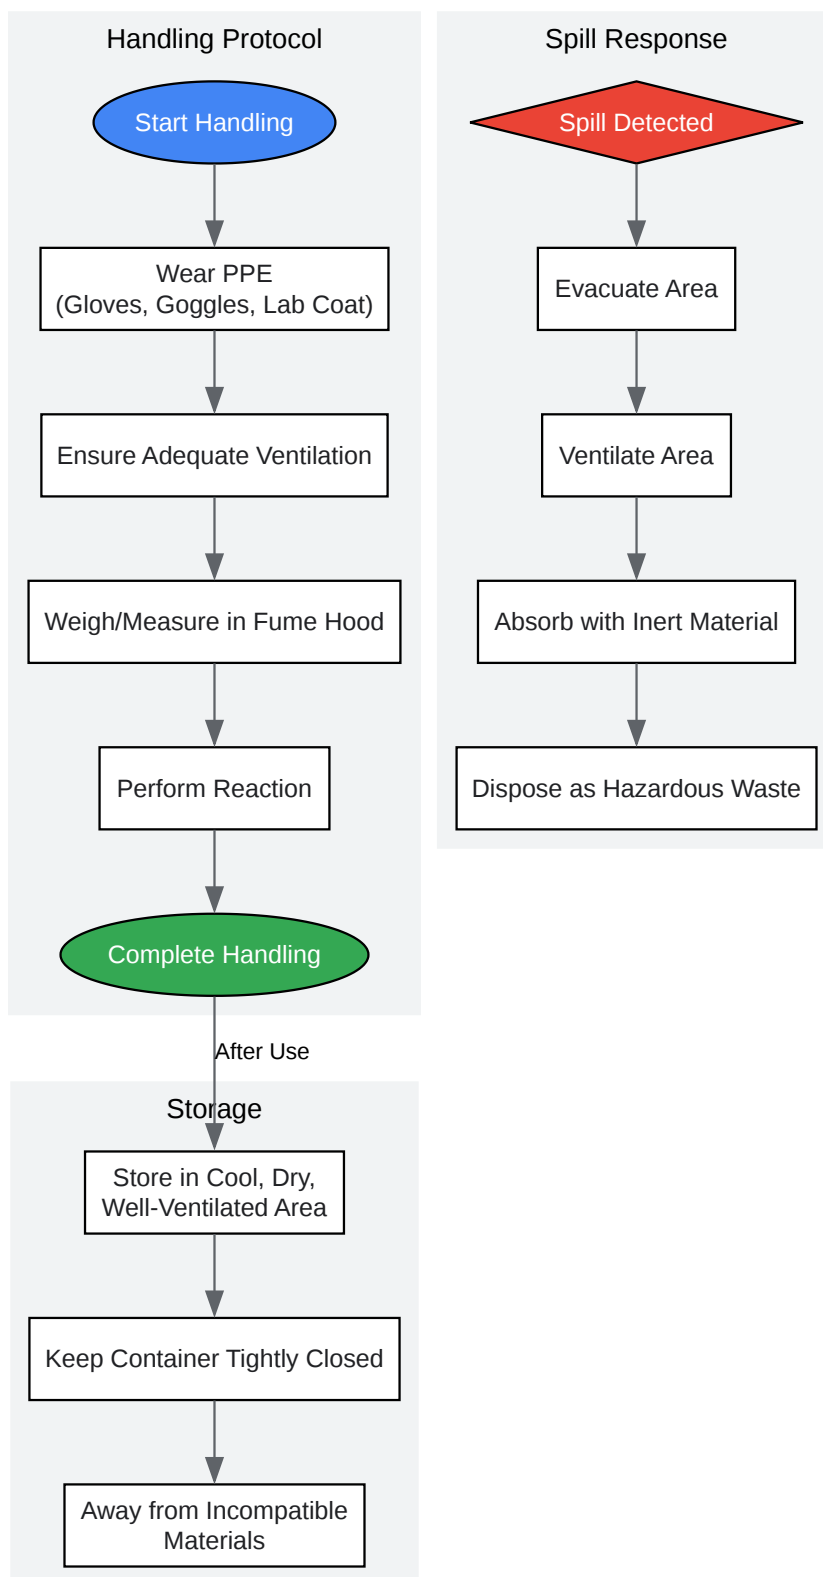 Handling Protocol
Start Handling
Wear PPE
(Gloves, Goggles, Lab Coat)
Ensure Adequate Ventilation
Weigh/Measure in Fume Hood
Perform Reaction
Complete Handling
After Use
Storage
Store in Cool, Dry,
Well-Ventilated Area
Keep Container Tightly Closed
Away from Incompatible
Materials
Spill Response
Spill Detected
Evacuate Area
Ventilate Area
Absorb with Inert Material
Dispose as Hazardous Waste